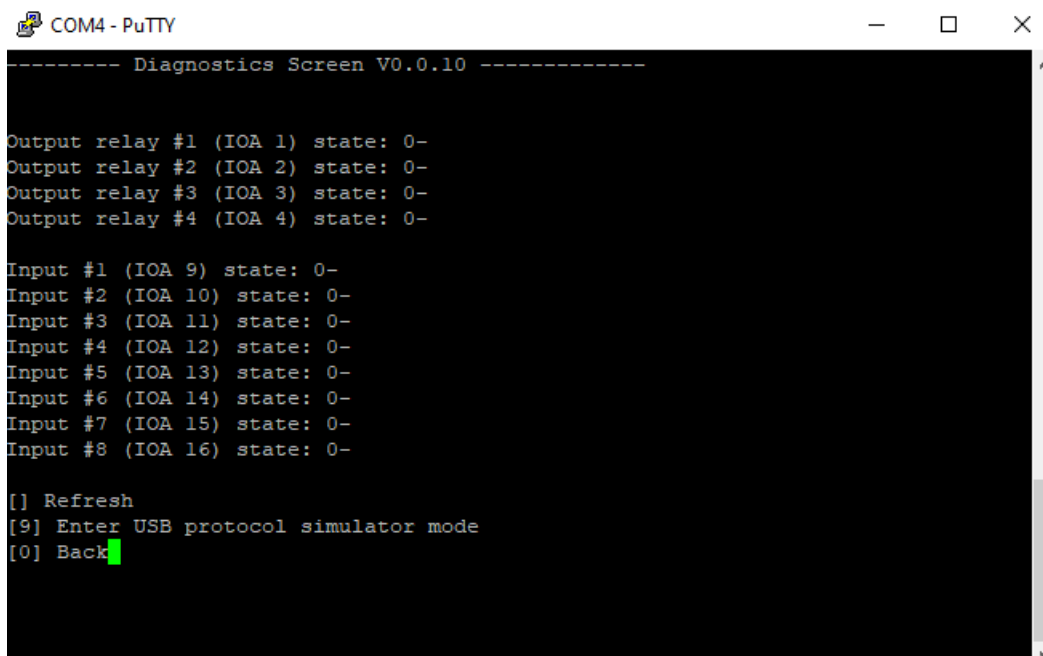 COM4 - PuTTY
--------- Diagnostics Screen V0.0.10 -------------
Output relay #1 (IOA 1) state: 0-
Output relay #2 (IOA 2) state: 0-
Output relay #3 (IOA 3) state: 0-
Output relay #4 (IOA 4) state: 0-
Input #1 (IOA 9) state: 0-
Input #2 (IOA 10) state: 0-
Input #3 (IOA 11) state: 0-
Input #4 (IOA 12) state: 0-
Input #5 (IOA 13) state: 0-
Input #6 (IOA 14) state: 0-
Input #7 (IOA 15) state: 0-
Input #8 (IOA 16) state: 0-
[] Refresh
[9] Enter USB protocol simulator mode
[0] Back